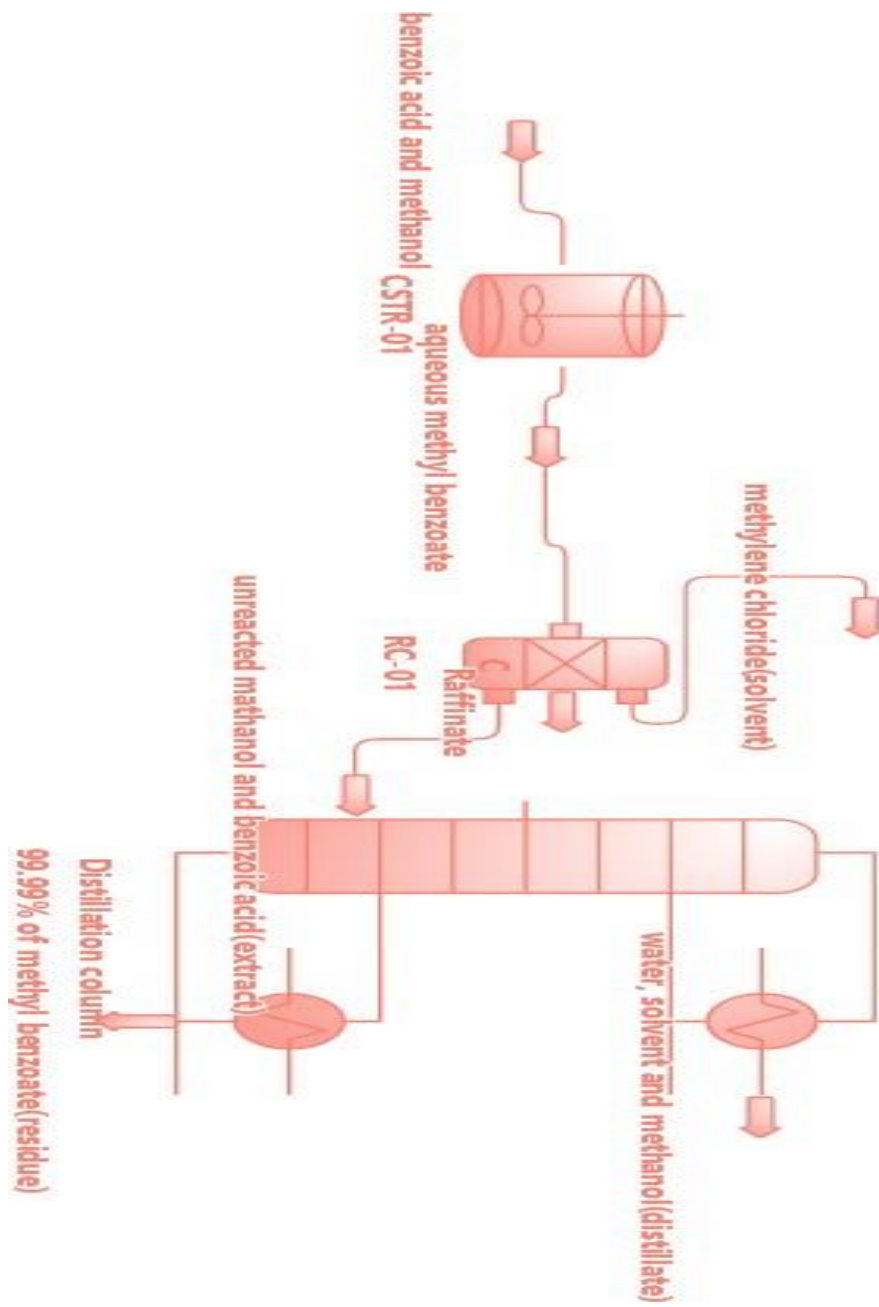 benzoic acid and methanol
CSTR-01
aqueous methyl benzoate
methylene chloride(solvent)
RC-01
C
Raffinate
unreacted mathanol and benzoic acid(extract)
water, solvent and methanol(distillate)
Distillation column
99.99% of methyl benzoate(residue)